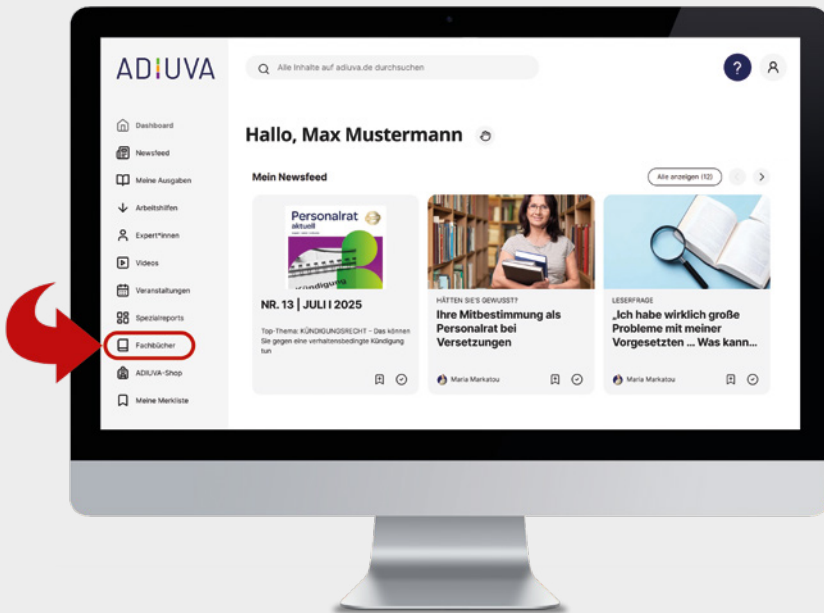 ADIUVA
Alle Inhalte auf adiuva.de durchsuchen
?
Dashboard
Newsfeed
Meine Ausgaben
Arbeitshilfen
Expert*innen
Videos
Veranstaltungen
Spezialreports
Fachbücher
ADIUVA-Shop
Meine Merkliste
Hallo, Max Mustermann
Mein Newsfeed
Alle anzeigen (12)
Personalrat
aktuell
Kündigung
NR. 13 | JULI I 2025
Top-Thema: KÜNDIGUNGSRECHT – Das können
Sie gegen eine verhaltensbedingte Kündigung
tun
HÄTTEN SIE'S GEWUSST?
Ihre Mitbestimmung als
Personalrat bei
Versetzungen
Maria Markatou
LESERFRAGE
„Ich habe wirklich große
Probleme mit meiner
Vorgesetzten ... Was kann...
Maria Markatou